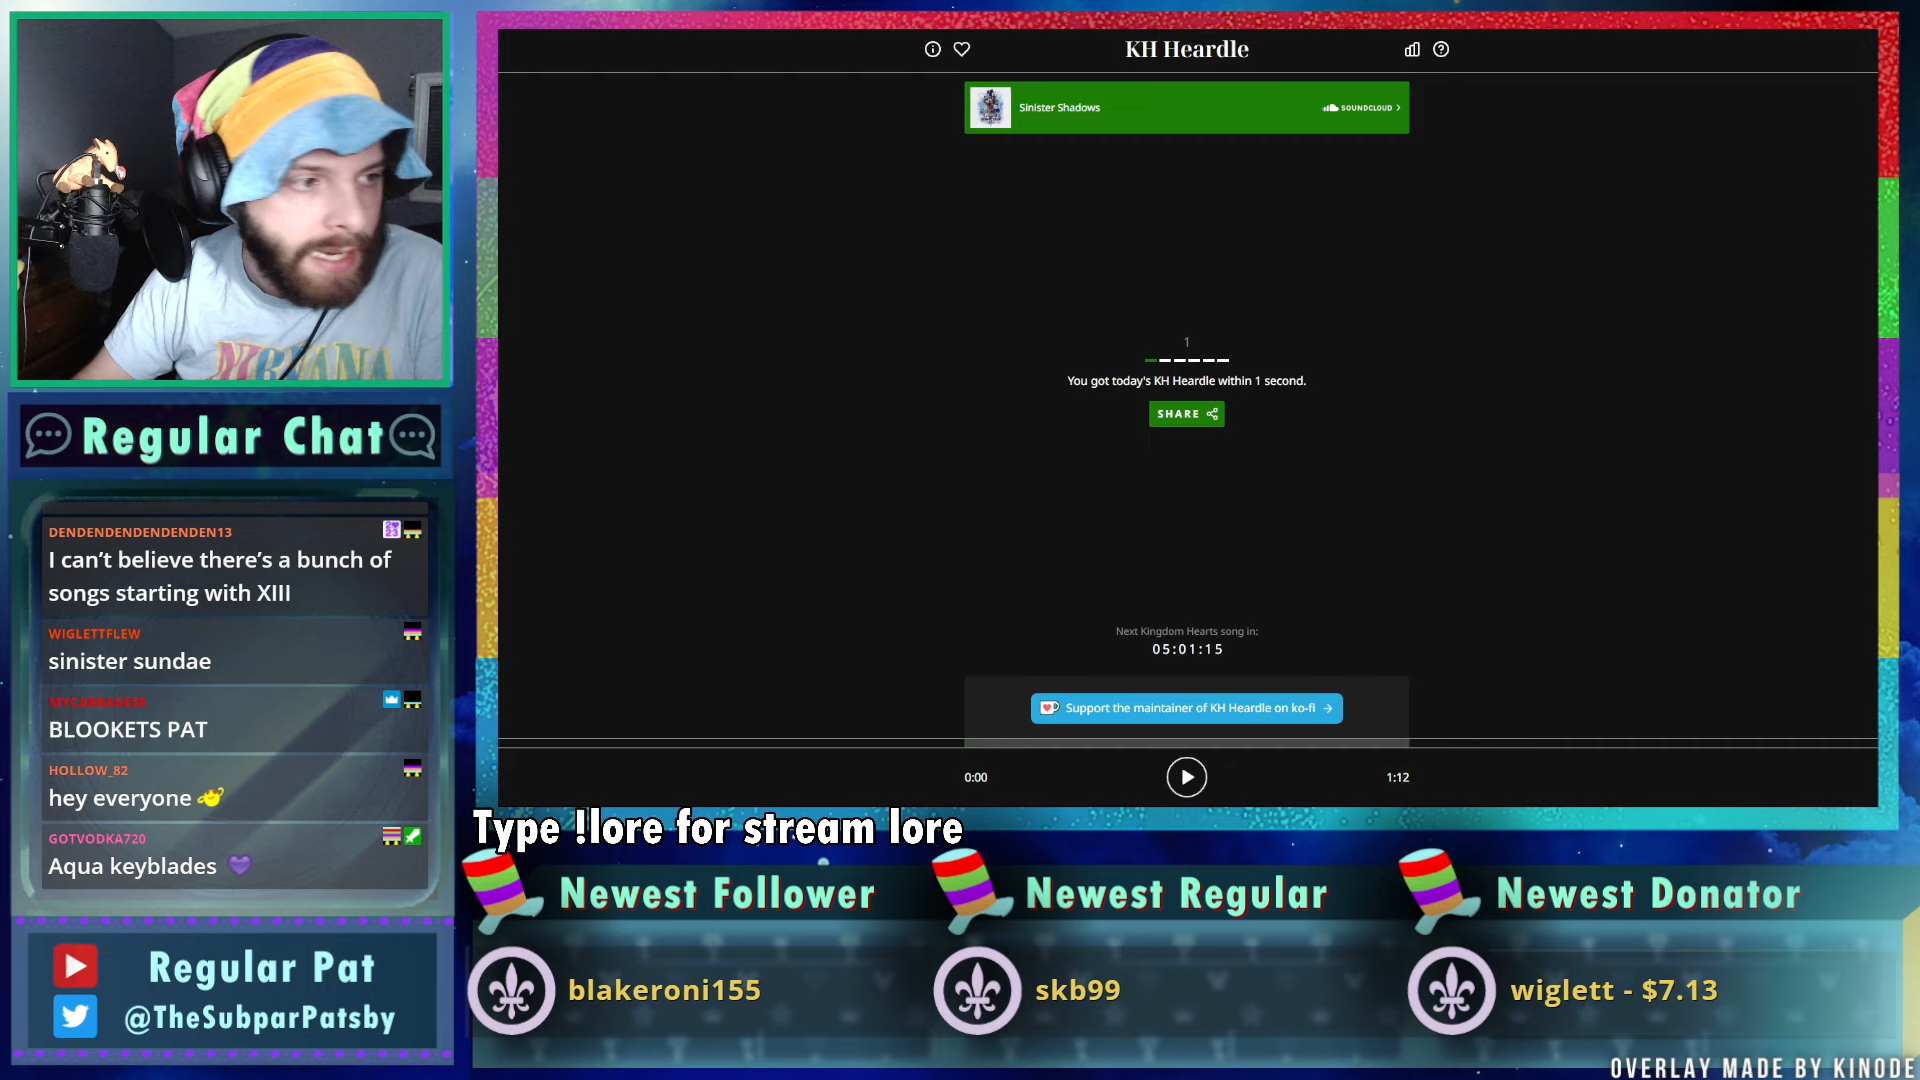 KH Heardle
Sinister Shadows
SOUNDCLOUD
1
You got today's KH Heardle within 1 second.
SHARE
Next Kingdom Hearts song in:
05:01:15
Support the maintainer of KH Heardle on ko-fi
0:00
1:12
NIRVANA
Regular Chat
DENDENDENDENDENDEN13
I can't believe there's a bunch of
songs starting with XIII
WIGLETTFLEW
sinister sundae
MYCABBAGESS
BLOOKETS PAT
HOLLOW_82
hey everyone
GOTVODKA720
Aqua keyblades
Regular Pat
@TheSubparPatsby
Type !lore for stream lore
Newest Follower
blakeroni155
Newest Regular
skb99
Newest Donator
wiglett - $7.13
OVERLAY MADE BY KINODE